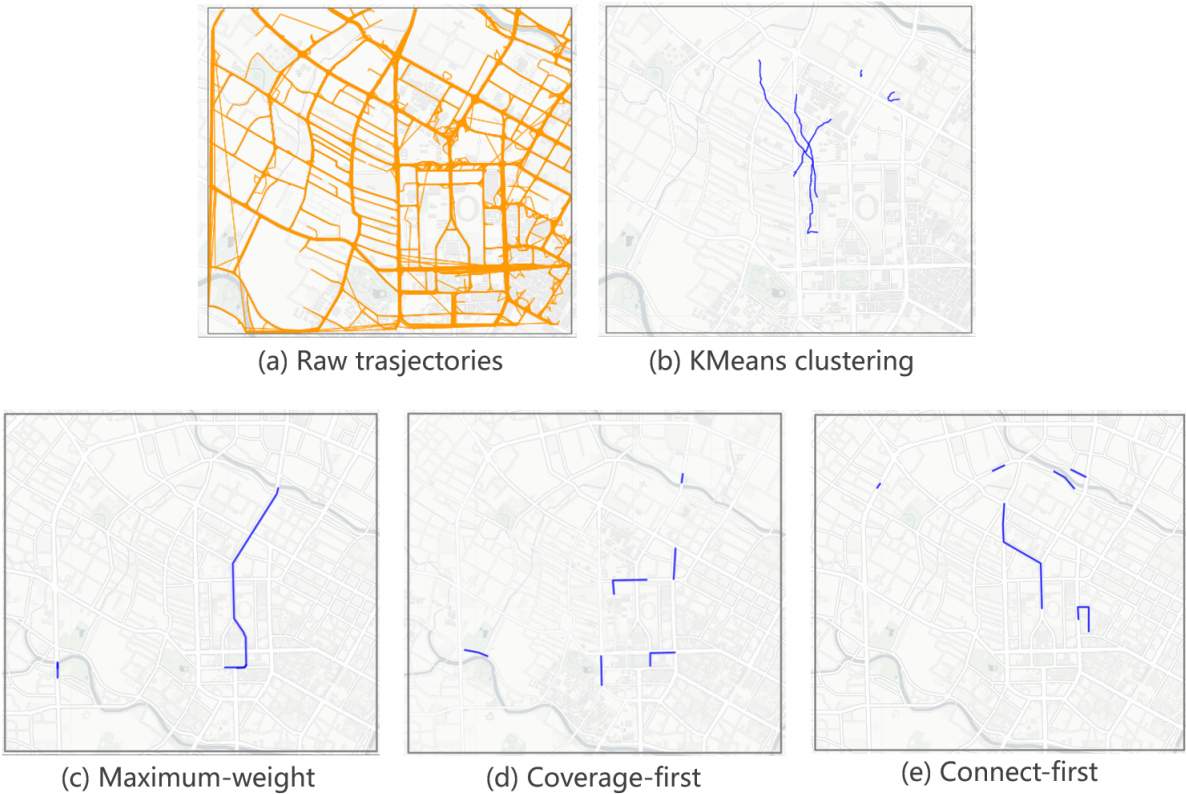 (a) Raw trasjectories
(b) KMeans clustering
(c) Maximum-weight
(d) Coverage-first
(e) Connect-first